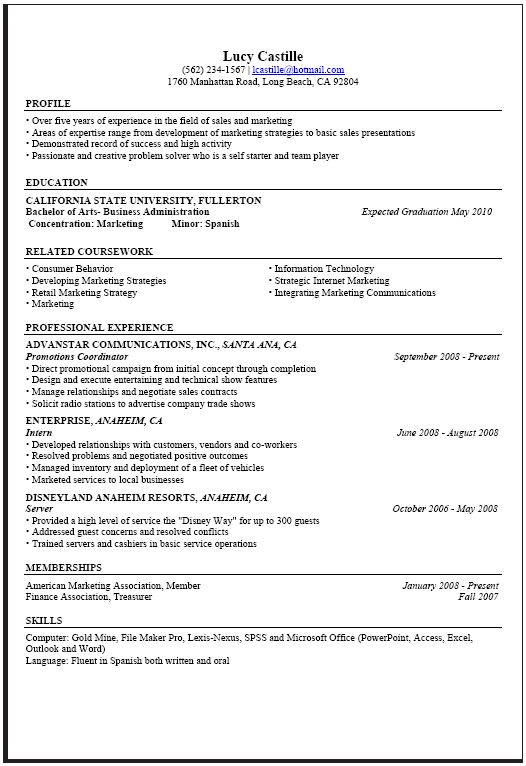 Lucy Castille
(562) 234-1567 | lcastille@hotmail.com
1760 Manhattan Road, Long Beach, CA 92804
PROFILE
• Over five years of experience in the field of sales and marketing
• Areas of expertise range from development of marketing strategies to basic sales presentations
• Demonstrated record of success and high activity
• Passionate and creative problem solver who is a self starter and team player
EDUCATION
CALIFORNIA STATE UNIVERSITY, FULLERTON
Bachelor of Arts- Business Administration Expected Graduation May 2010
Concentration: Marketing Minor: Spanish
RELATED COURSEWORK
• Consumer Behavior • Information Technology
• Developing Marketing Strategies • Strategic Internet Marketing
• Retail Marketing Strategy • Integrating Marketing Communications
• Marketing
PROFESSIONAL EXPERIENCE
ADVANSTAR COMMUNICATIONS, INC., SANTA ANA, CA
Promotions Coordinator September 2008 - Present
• Direct promotional campaign from initial concept through completion
• Design and execute entertaining and technical show features
• Manage relationships and negotiate sales contracts
• Solicit radio stations to advertise company trade shows
ENTERPRISE, ANAHEIM, CA
Intern June 2008 - August 2008
• Developed relationships with customers, vendors and co-workers
• Resolved problems and negotiated positive outcomes
• Managed inventory and deployment of a fleet of vehicles
• Marketed services to local businesses
DISNEYLAND ANAHEIM RESORTS, ANAHEIM, CA
Server October 2006 - May 2008
• Provided a high level of service the "Disney Way" for up to 300 guests
• Addressed guest concerns and resolved conflicts
• Trained servers and cashiers in basic service operations
MEMBERSHIPS
American Marketing Association, Member January 2008 - Present
Finance Association, Treasurer Fall 2007
SKILLS
Computer: Gold Mine, File Maker Pro, Lexis-Nexus, SPSS and Microsoft Office (PowerPoint, Access, Excel,
Outlook and Word)
Language: Fluent in Spanish both written and oral